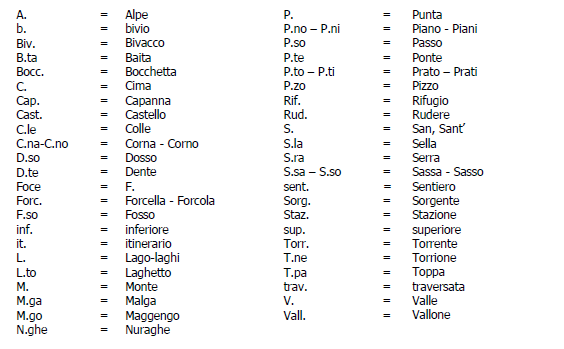 A. = Alpe
b. = bivio
Biv. = Bivacco
B.ta = Baita
Bocc. = Bocchetta
C. = Cima
Cap. = Capanna
Cast. = Castello
C.le = Colle
C.na-C.no = Corna - Corno
D.so = Dosso
D.te = Dente
Foce = F.
Forc. = Forcella - Forcola
F.so = Fosso
inf. = inferiore
it. = itinerario
L. = Lago-laghi
L.to = Laghetto
M. = Monte
M.ga = Malga
M.go = Maggengo
N.ghe = Nuraghe
P. = Punta
P.no – P.ni = Piano - Piani
P.so = Passo
P.te = Ponte
P.to – P.ti = Prato – Prati
P.zo = Pizzo
Rif. = Rifugio
Rud. = Rudere
S. = San, Sant’
S.la = Sella
S.ra = Serra
S.sa – S.so = Sassa - Sasso
sent. = Sentiero
Sorg. = Sorgente
Staz. = Stazione
sup. = superiore
Torr. = Torrente
T.ne = Torrione
T.pa = Toppa
trav. = traversata
V. = Valle
Vall. = Vallone